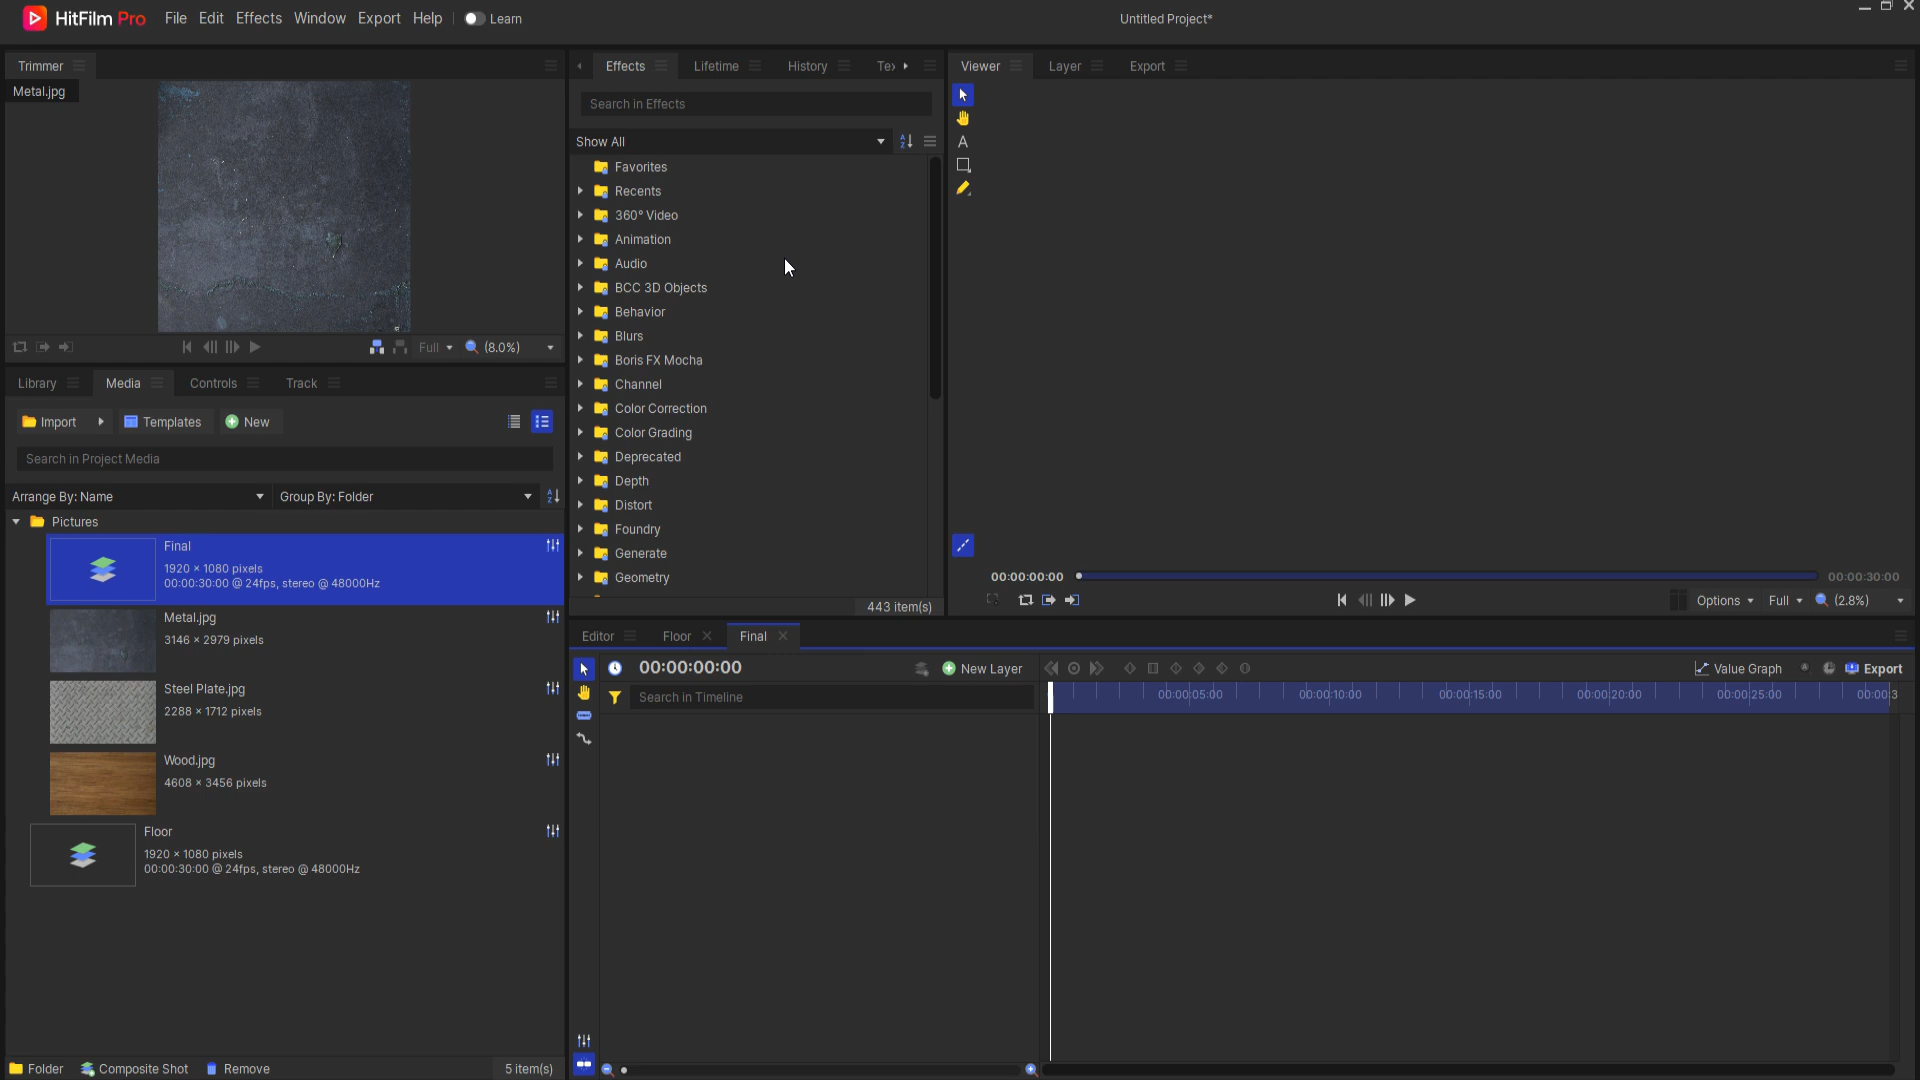 HitFilm Pro File Edit Effects Window Export Help Learn Untitled Project*
Trimmer
Metal.jpg
Full (8.0%)
Library Media Controls Track
Import Templates New
Search in Project Media
Arrange By: Name Group By: Folder
Pictures
Final
1920 × 1080 pixels
00:00:30:00 @ 24fps, stereo @ 48000Hz
Metal.jpg
3146 × 2979 pixels
Steel Plate.jpg
2288 × 1712 pixels
Wood.jpg
4608 × 3456 pixels
Floor
1920 × 1080 pixels
00:00:30:00 @ 24fps, stereo @ 48000Hz
Folder Composite Shot Remove 5 item(s)
Effects Lifetime History Tex
Search in Effects
Show All
Favorites
Recents
360° Video
Animation
Audio
BCC 3D Objects
Behavior
Blurs
Boris FX Mocha
Channel
Color Correction
Color Grading
Deprecated
Depth
Distort
Foundry
Generate
Geometry
443 item(s)
Viewer Layer Export
A
00:00:00:00 00:00:30:00
Options Full (2.8%)
Editor Floor Final
00:00:00:00 New Layer Value Graph Export
Search in Timeline 00:00:05:00 00:00:10:00 00:00:15:00 00:00:20:00 00:00:25:00 00:00:3